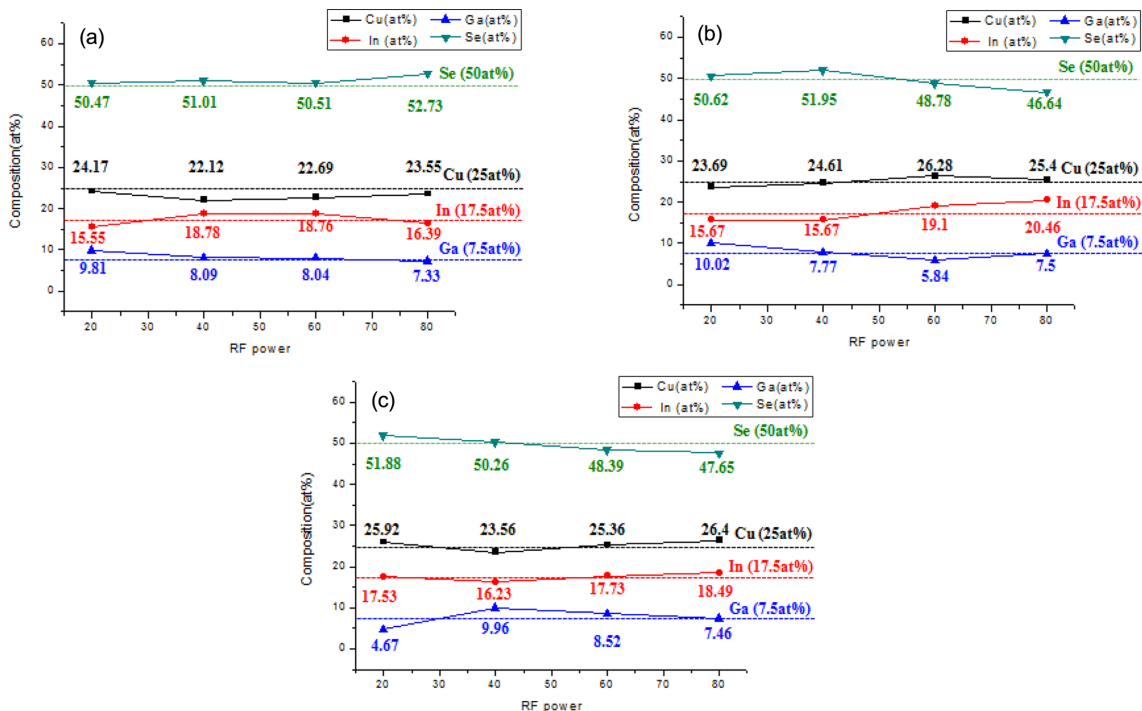 (a)
Cu(at%) Ga(at%)
In (at%) Se(at%)
Se (50at%)
50.47 51.01 50.51 52.73
24.17 22.12 22.69 23.55
Cu (25at%)
In (17.5at%)
15.55 18.78 18.76 16.39
Ga (7.5at%)
9.81 8.09 8.04 7.33
Composition(at%)
60
50
40
30
20
10
0
20 30 40 50 60 70 80
RF power
(b)
Cu(at%) Ga(at%)
In (at%) Se(at%)
Se (50at%)
50.62 51.95 48.78 46.64
23.69 24.61 26.28 25.4
Cu (25at%)
In (17.5at%)
15.67 15.67 19.1 20.46
Ga (7.5at%)
10.02 7.77 5.84 7.5
Composition(at%)
60
50
40
30
20
10
0
20 30 40 50 60 70 80
RF power
(c)
Cu(at%) Ga(at%)
In (at%) Se(at%)
Se (50at%)
51.88 50.26 48.39 47.65
25.92 23.56 25.36 26.4
Cu (25at%)
In (17.5at%)
17.53 16.23 17.73 18.49
Ga (7.5at%)
4.67 9.96 8.52 7.46
Composition(at%)
60
50
40
30
20
10
0
20 30 40 50 60 70 80
RF power